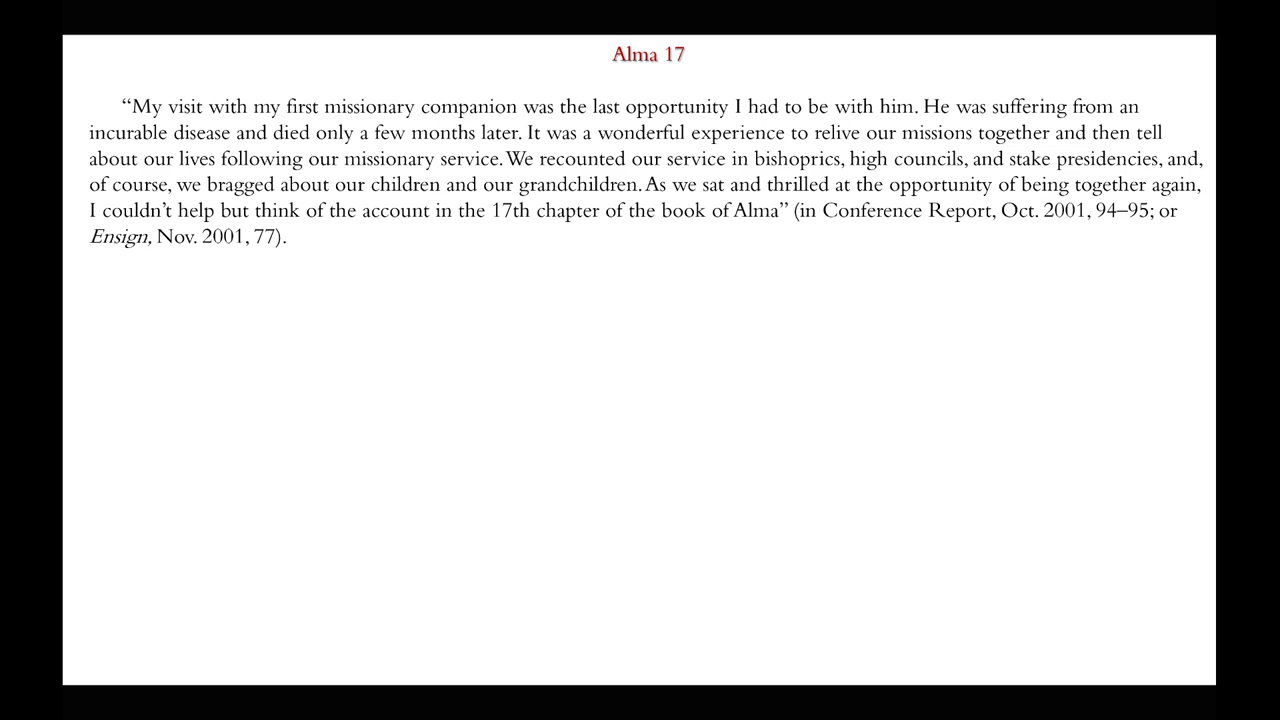 Alma 17
“My visit with my first missionary companion was the last opportunity I had to be with him. He was suffering from an
incurable disease and died only a few months later. It was a wonderful experience to relive our missions together and then tell
about our lives following our missionary service. We recounted our service in bishoprics, high councils, and stake presidencies, and,
of course, we bragged about our children and our grandchildren. As we sat and thrilled at the opportunity of being together again,
I couldn’t help but think of the account in the 17th chapter of the book of Alma” (in Conference Report, Oct. 2001, 94–95; or
Ensign, Nov. 2001, 77).